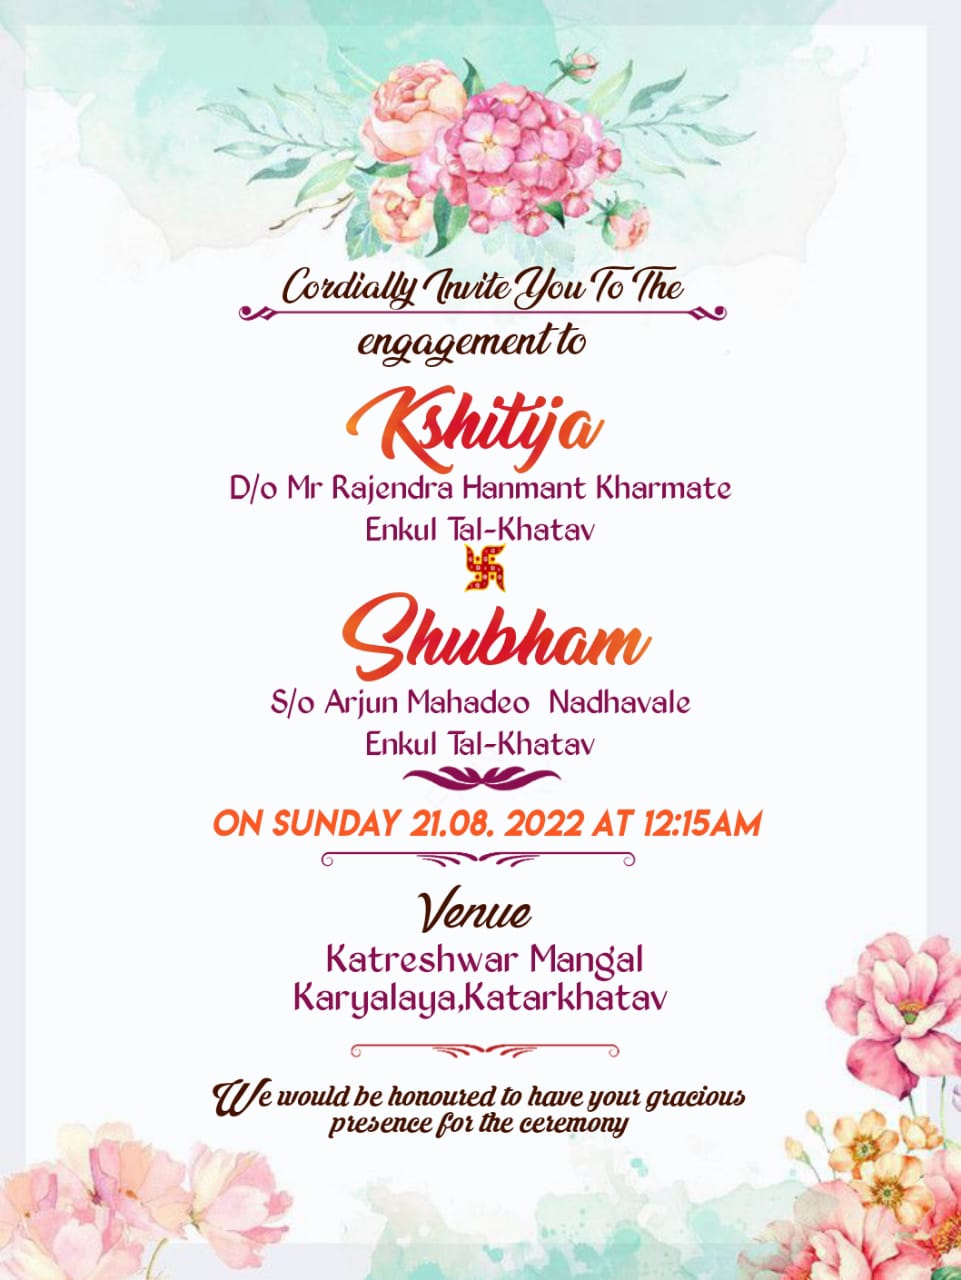 Cordially Invite You To The
engagement to
Kshitija
D/o Mr Rajendra Hanmant Kharmate
Enkul Tal-Khatav
卐
Shubham
S/o Arjun Mahadeo Nadhavale
Enkul Tal-Khatav
ON SUNDAY 21.08. 2022 AT 12:15AM
Venue
Katreshwar Mangal
Karyalaya,Katarkhatav
We would be honoured to have your gracious
presence for the ceremony